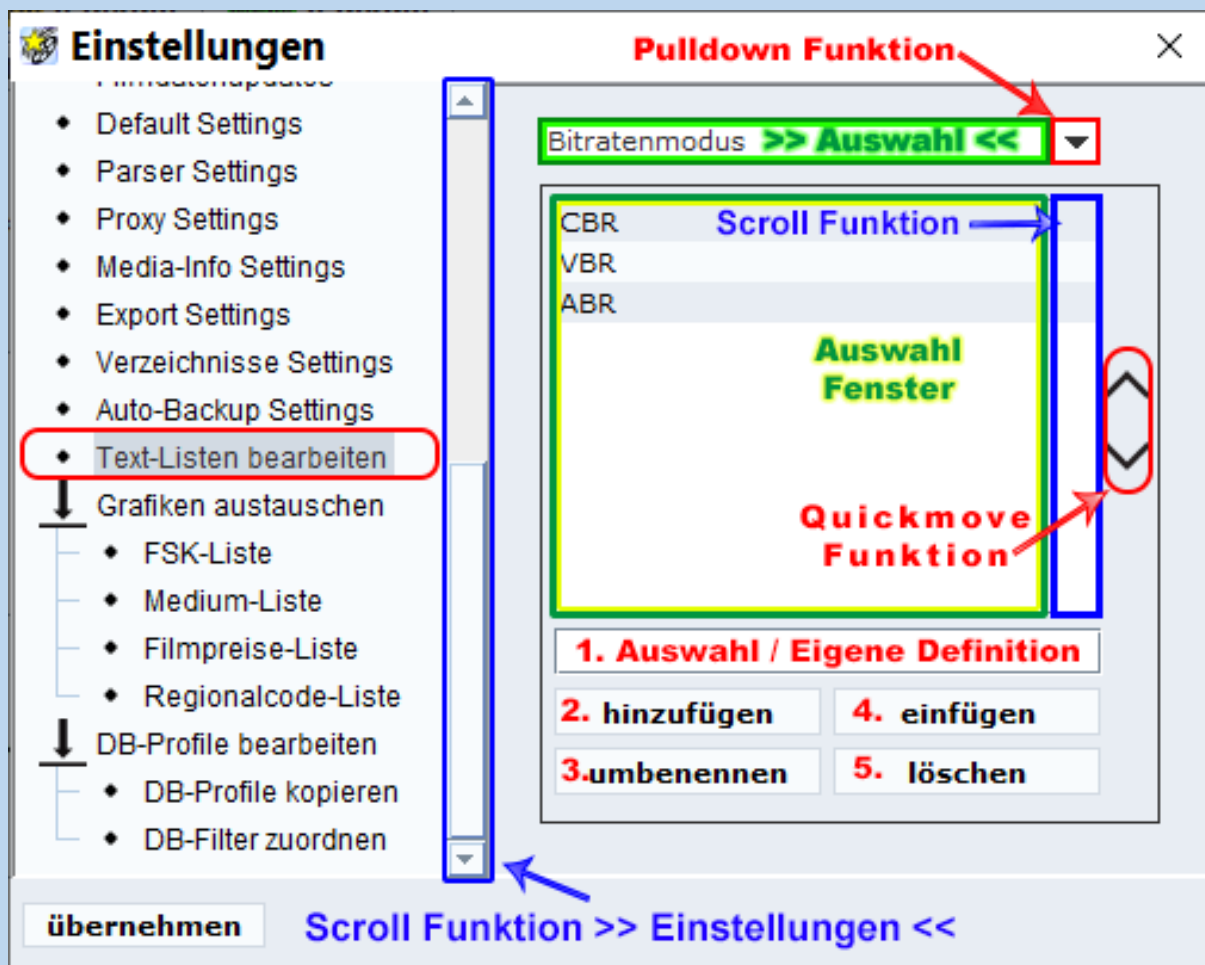 Einstellungen
Pulldown Funktion
Default Settings
Parser Settings
Proxy Settings
Media-Info Settings
Export Settings
Verzeichnisse Settings
Auto-Backup Settings
Text-Listen bearbeiten
Grafiken austauschen
FSK-Liste
Medium-Liste
Filmpreise-Liste
Regionalcode-Liste
DB-Profile bearbeiten
DB-Profile kopieren
DB-Filter zuordnen
Bitratenmodus >> Auswahl <<
CBR
Scroll Funktion
VBR
ABR
Auswahl
Fenster
Quickmove
Funktion
1. Auswahl / Eigene Definition
2. hinzufügen
4. einfügen
3. umbenennen
5. löschen
übernehmen
Scroll Funktion >> Einstellungen <<